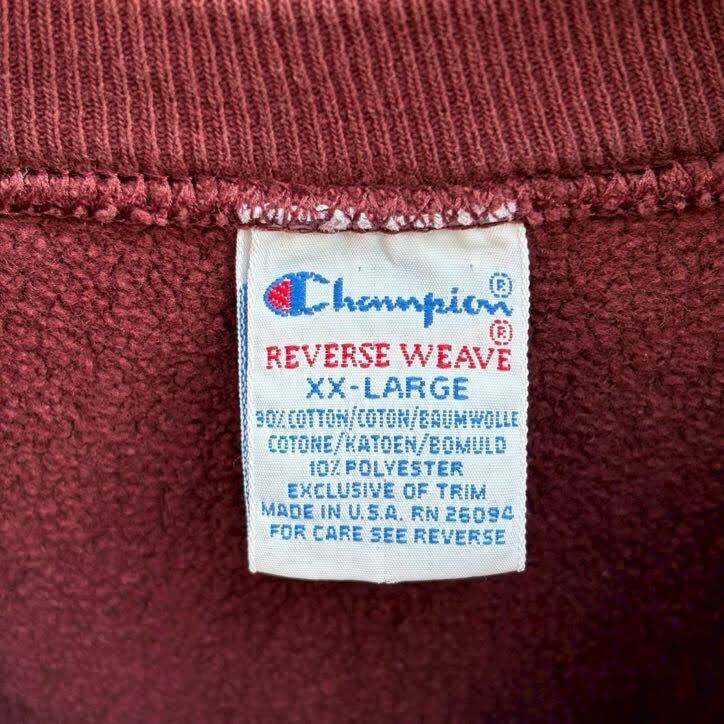 Champion®
®
REVERSE WEAVE
XX-LARGE
90% COTTON/COTON/BAUMWOLLE
COTONE/KATOEN/BOMULD
10% POLYESTER
EXCLUSIVE OF TRIM
MADE IN U.S.A. RN 26094
FOR CARE SEE REVERSE